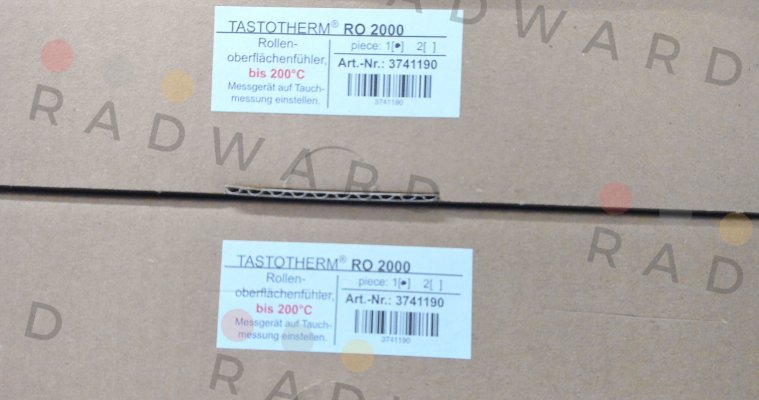 TASTOTHERM® RO 2000
Rollen-
oberflächenfühler,
bis 200°C
Messgerät auf Tauch-
messung einstellen.
piece: 1[●] 2[ ]
Art.-Nr.: 3741190
3741190
RADWARD
RADWARD
TASTOTHERM® RO 2000
Rollen-
oberflächenfühler,
bis 200°C
Messgerät auf Tauch-
messung einstellen.
piece: 1[●] 2[ ]
Art.-Nr.: 3741190
3741190
RAD
D
RADWARD